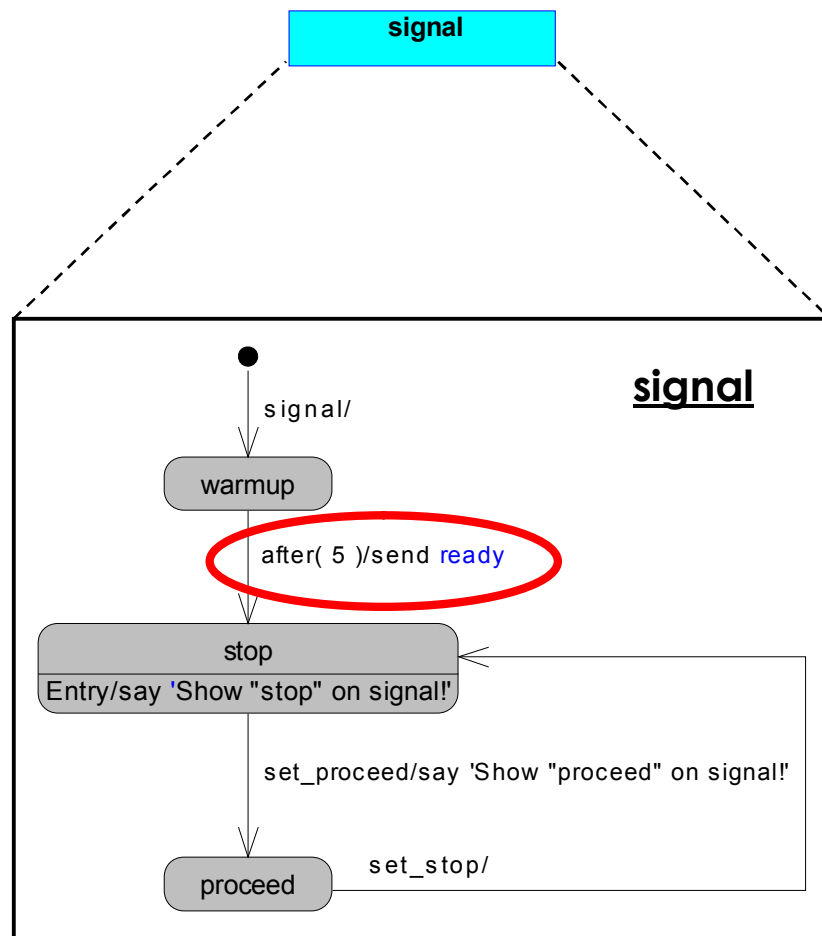 signal
signal
signal/
warmup
after( 5 )/send ready
stop
Entry/say 'Show "stop" on signal!'
set_proceed/say 'Show "proceed" on signal!'
set_stop/
proceed